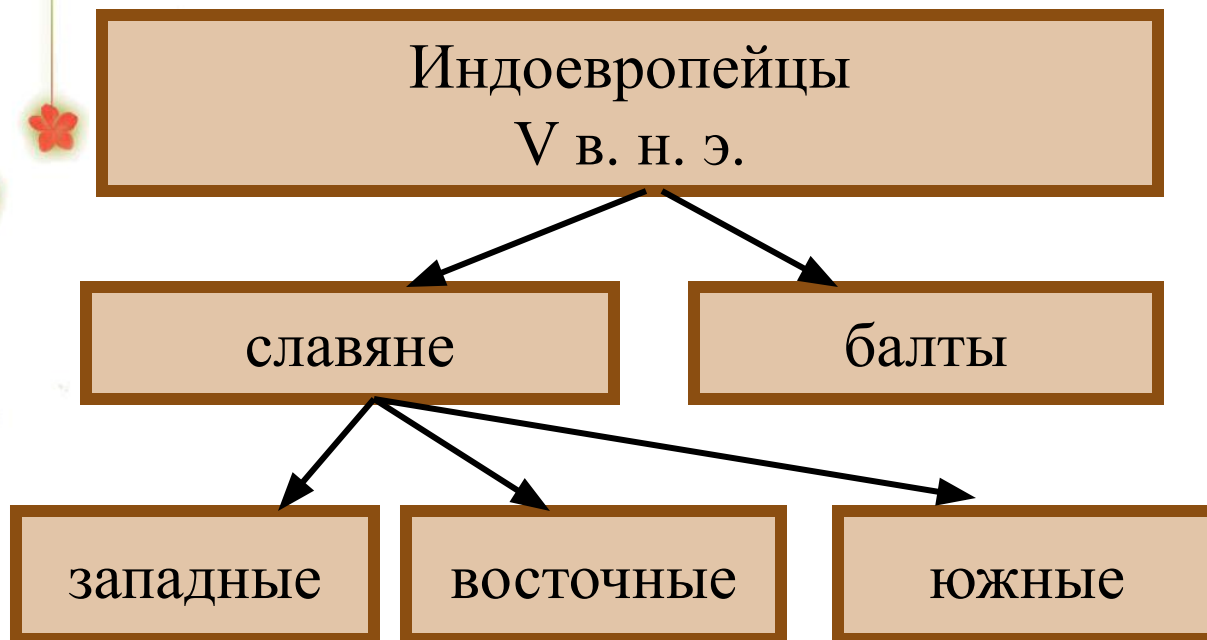 Индоевропейцы
V в. н. э.
славяне
балты
западные
восточные
южные